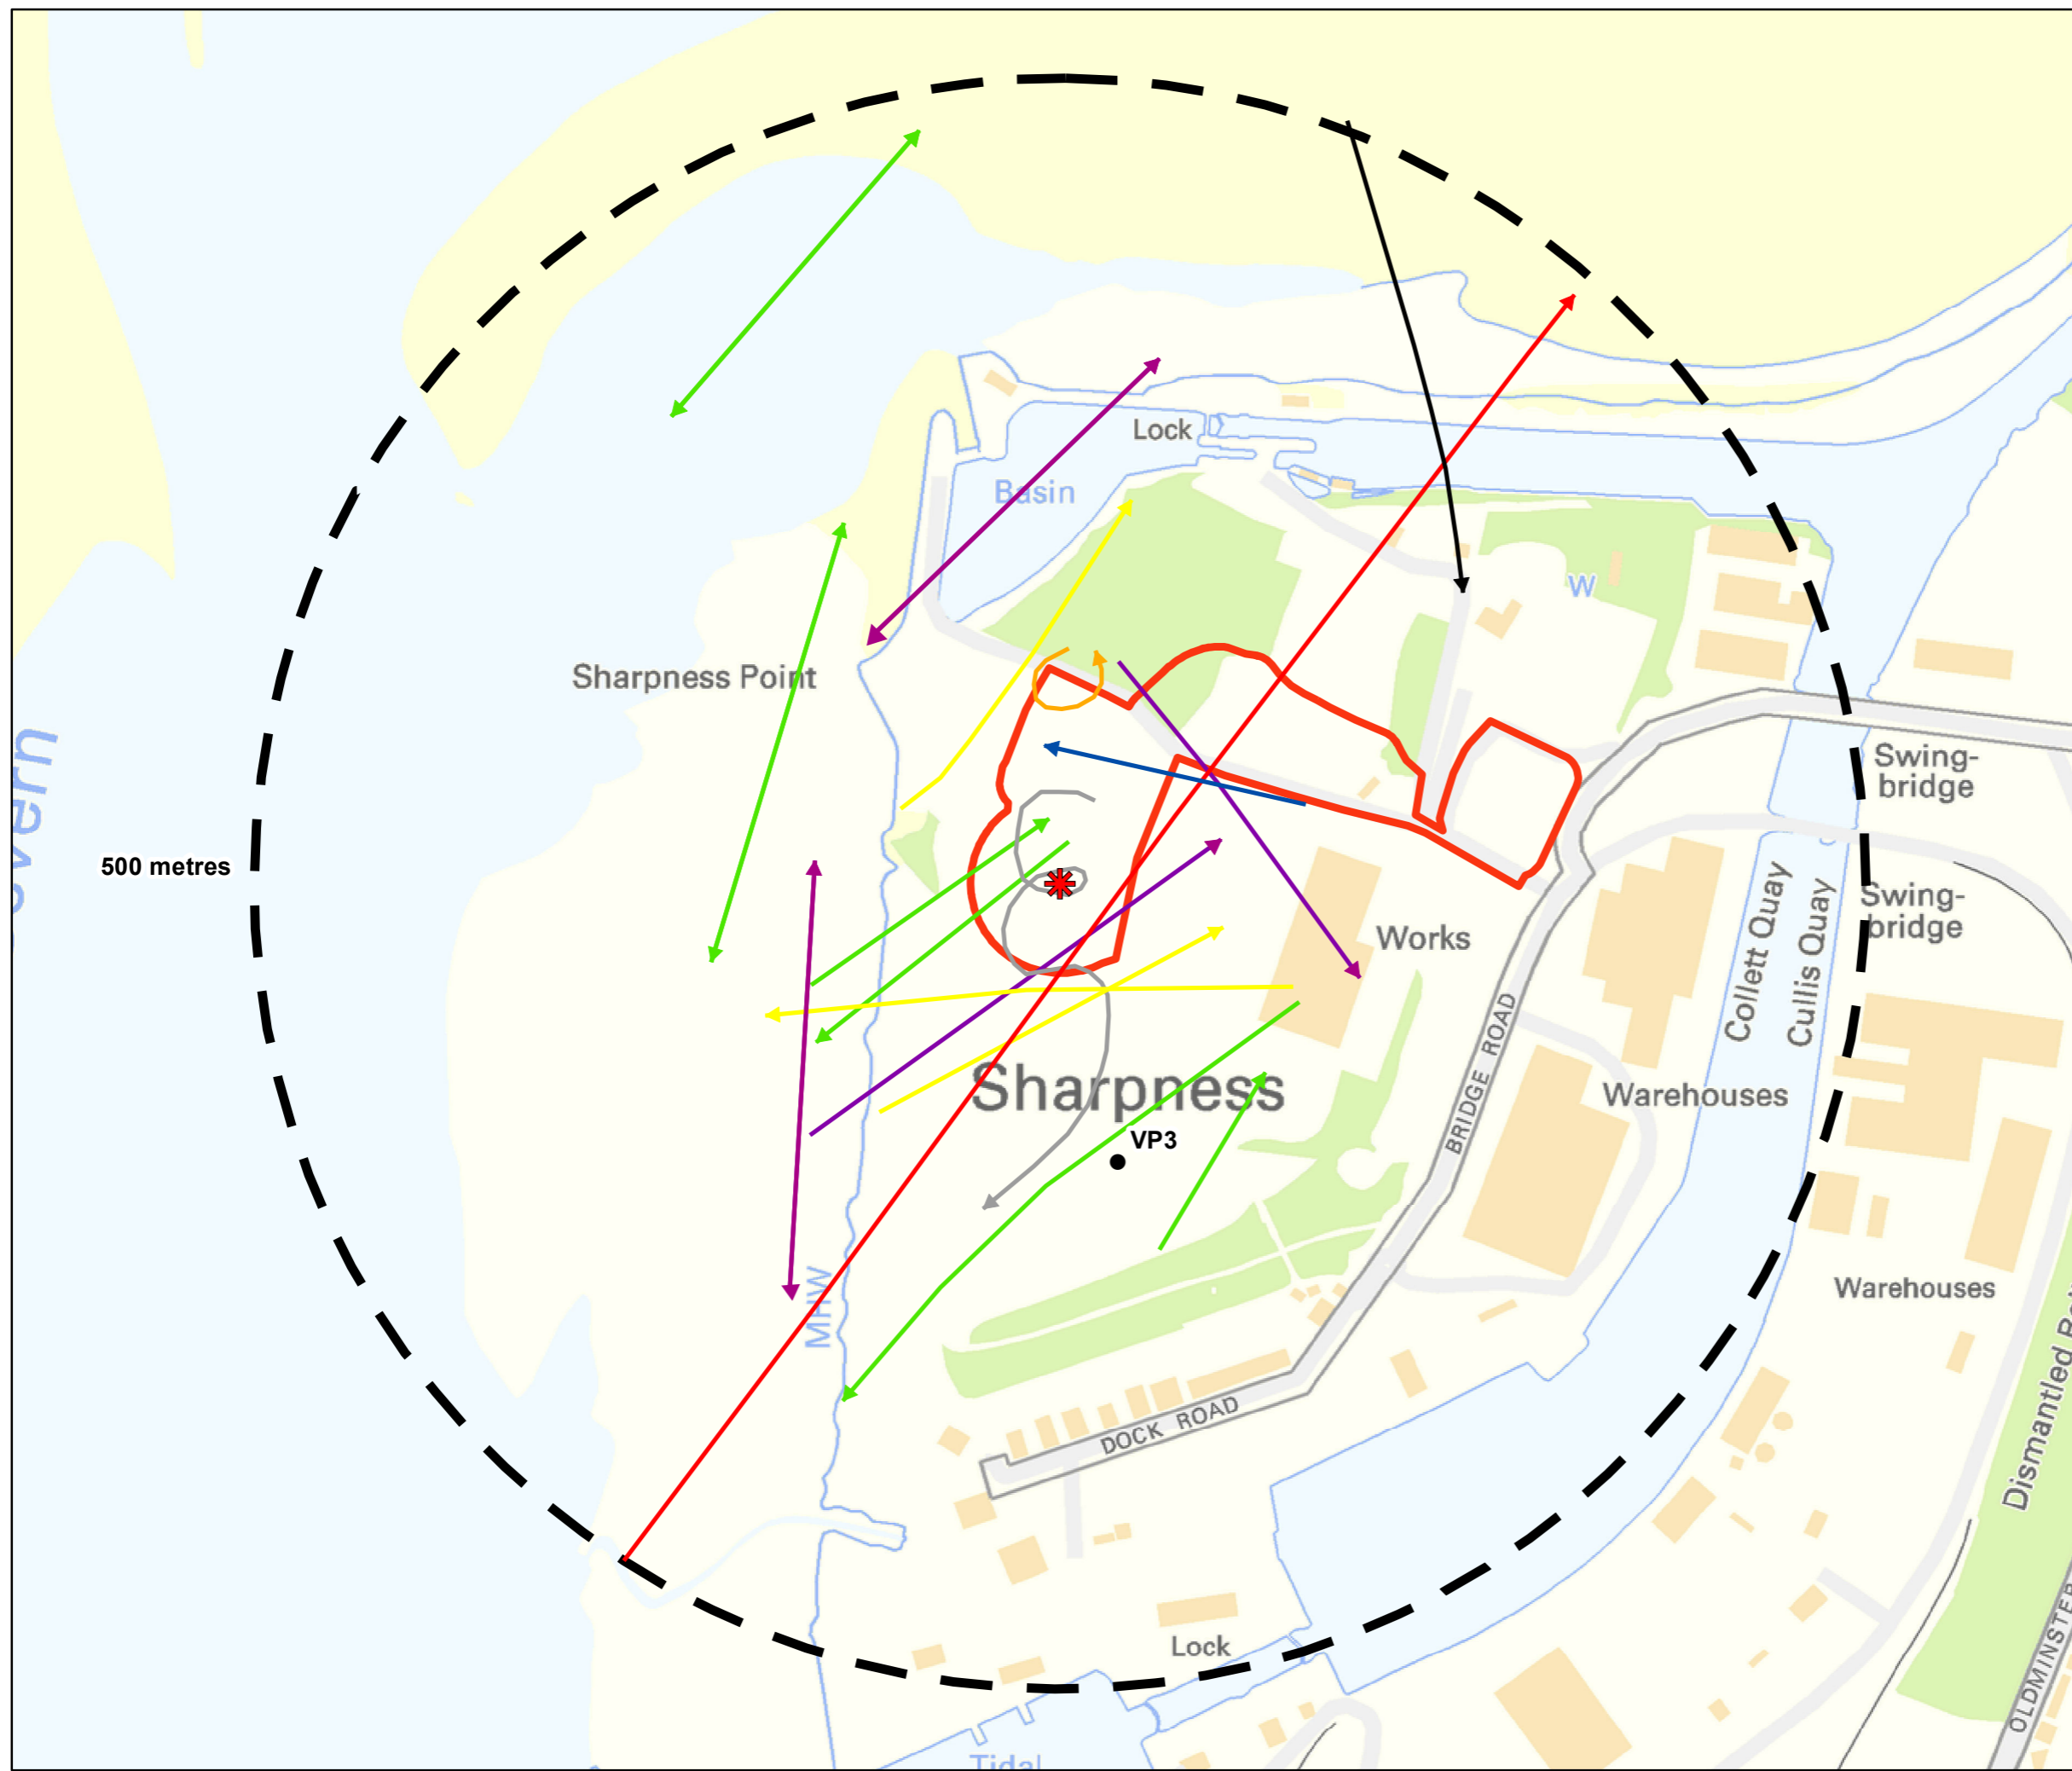 Lock
Basin
W
Sharpness Point
Swing-
bridge
vern
500 metres
Swing-
bridge
Works
Collett Quay
Cullis Quay
BRIDGE ROAD
Sharpness
Warehouses
VP3
MHW
Warehouses
Dismantled
DOCK ROAD
Lock
OLDMINSTER
Tidal